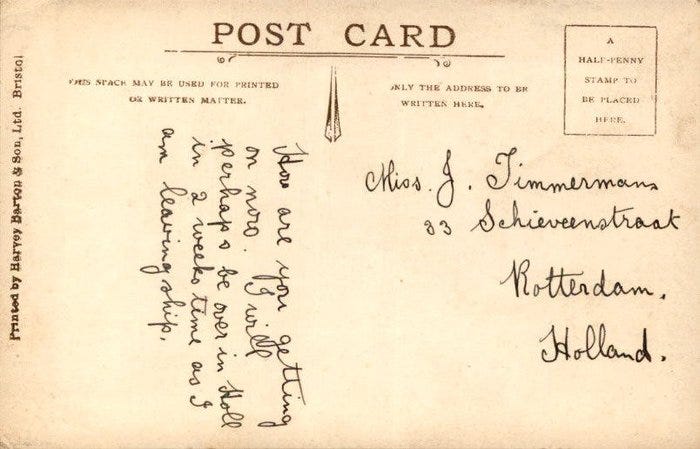 POST CARD
THIS SPACE MAY BE USED FOR PRINTED
OR WRITTEN MATTER.
ONLY THE ADDRESS TO BE
WRITTEN HERE.
A
HALF-PENNY
STAMP TO
BE PLACED
HERE.
Printed by Harvey Barton & Son, Ltd. Bristol
How are you getting
on now. I will
perhaps be over in Holl
in 2 weeks time as I
am leaving ship.
Miss. J. Timmermans
33 Schieveenstraat
Rotterdam.
Holland.